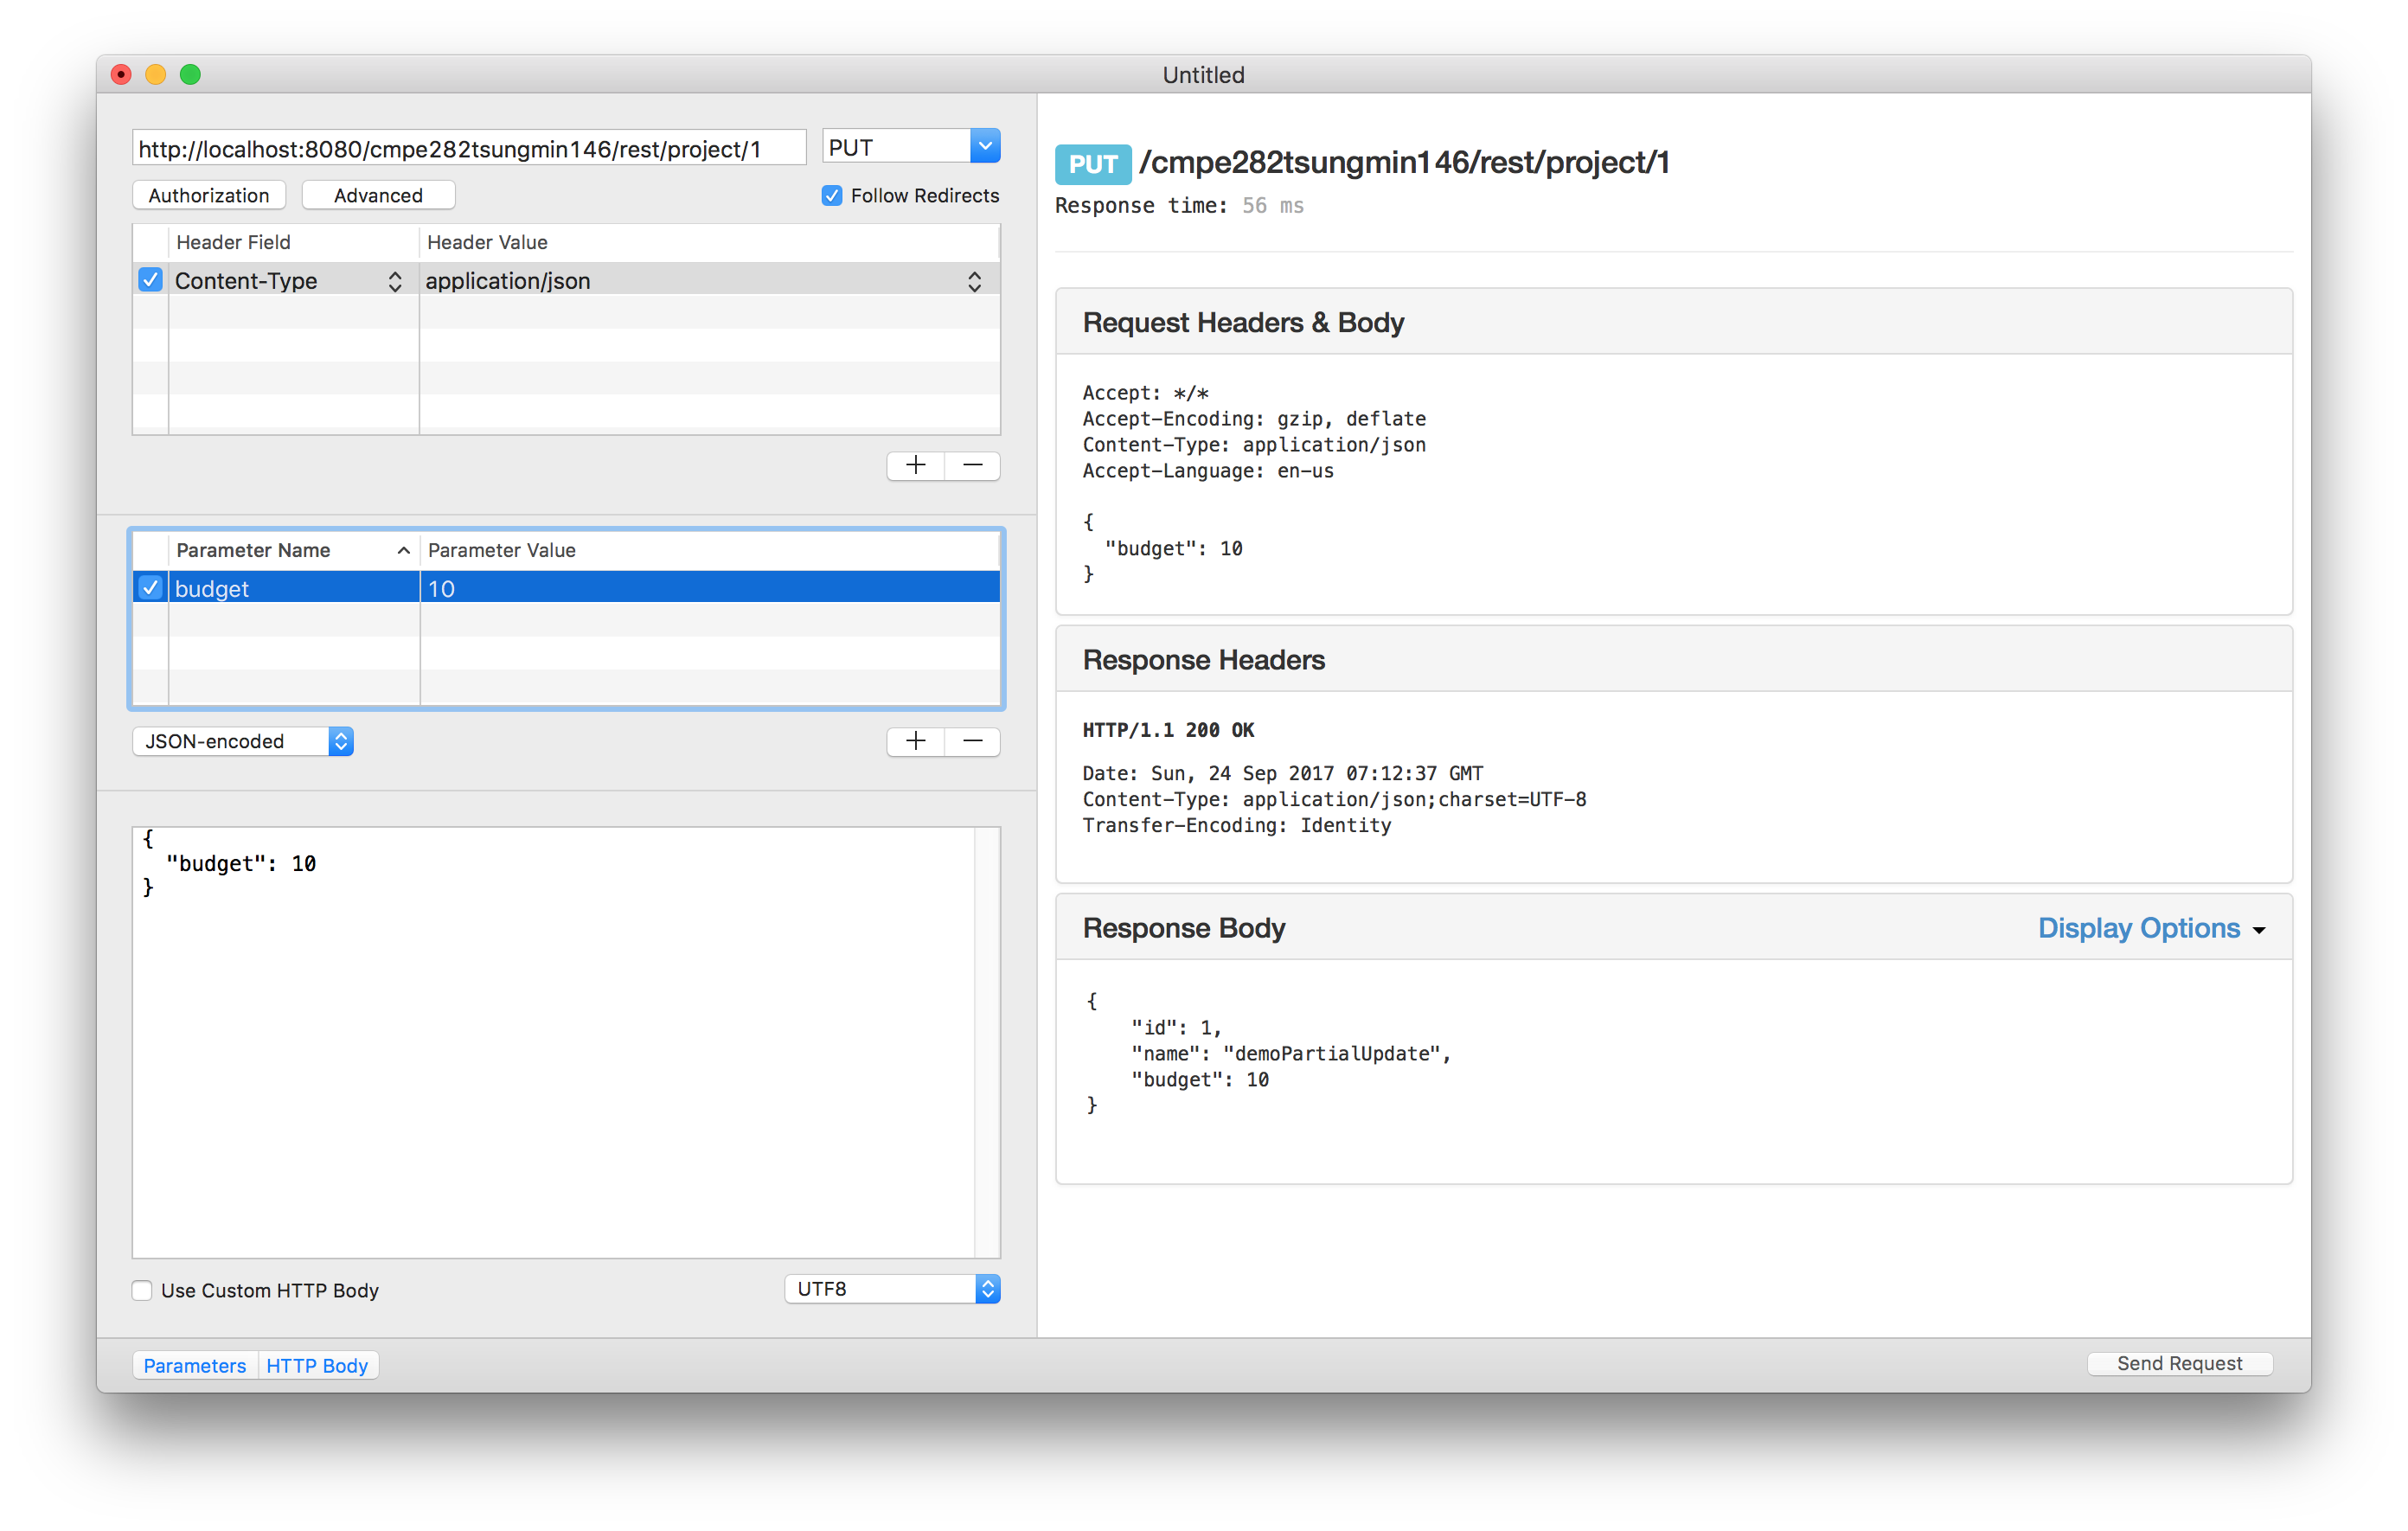 Untitled
http://localhost:8080/cmpe282tsungmin146/rest/project/1
PUT
Authorization
Advanced
Follow Redirects
Header Field
Header Value
Content-Type
application/json
Parameter Name
Parameter Value
budget
10
JSON-encoded
{
"budget": 10
}
Use Custom HTTP Body
UTF8
Parameters
HTTP Body
PUT /cmpe282tsungmin146/rest/project/1
Response time: 56 ms
Request Headers & Body
Accept: */*
Accept-Encoding: gzip, deflate
Content-Type: application/json
Accept-Language: en-us
{
"budget": 10
}
Response Headers
HTTP/1.1 200 OK
Date: Sun, 24 Sep 2017 07:12:37 GMT
Content-Type: application/json;charset=UTF-8
Transfer-Encoding: Identity
Response Body
Display Options
{
"id": 1,
"name": "demoPartialUpdate",
"budget": 10
}
Send Request